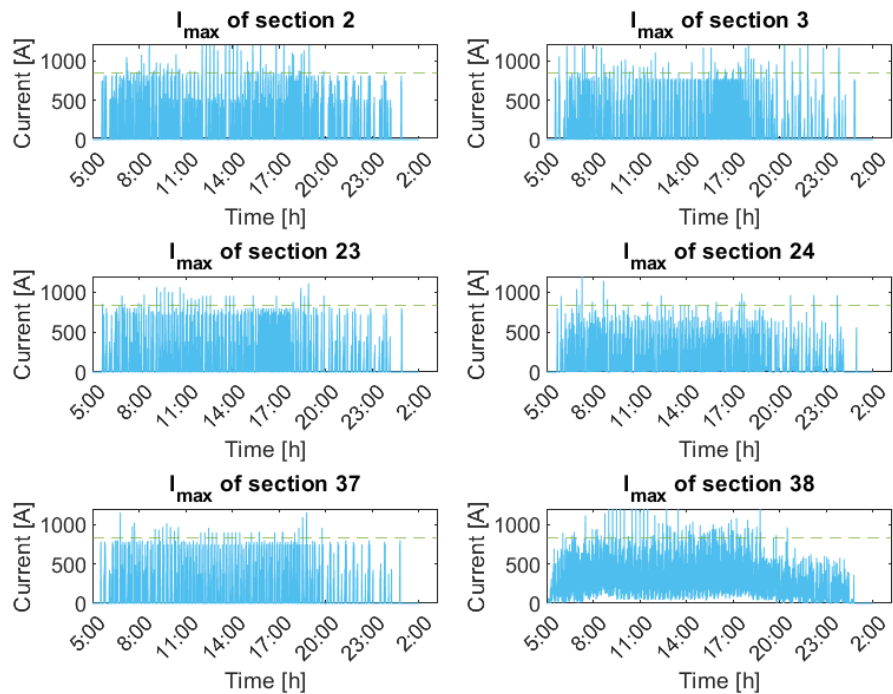 I_max of section 2
Current [A]
1000
500
0
5:00 8:00 11:00 14:00 17:00 20:00 23:00 2:00
Time [h]
I_max of section 3
Current [A]
1000
500
0
5:00 8:00 11:00 14:00 17:00 20:00 23:00 2:00
Time [h]
I_max of section 23
Current [A]
1000
500
0
5:00 8:00 11:00 14:00 17:00 20:00 23:00 2:00
Time [h]
I_max of section 24
Current [A]
1000
500
0
5:00 8:00 11:00 14:00 17:00 20:00 23:00 2:00
Time [h]
I_max of section 37
Current [A]
1000
500
0
5:00 8:00 11:00 14:00 17:00 20:00 23:00 2:00
Time [h]
I_max of section 38
Current [A]
1000
500
0
5:00 8:00 11:00 14:00 17:00 20:00 23:00 2:00
Time [h]